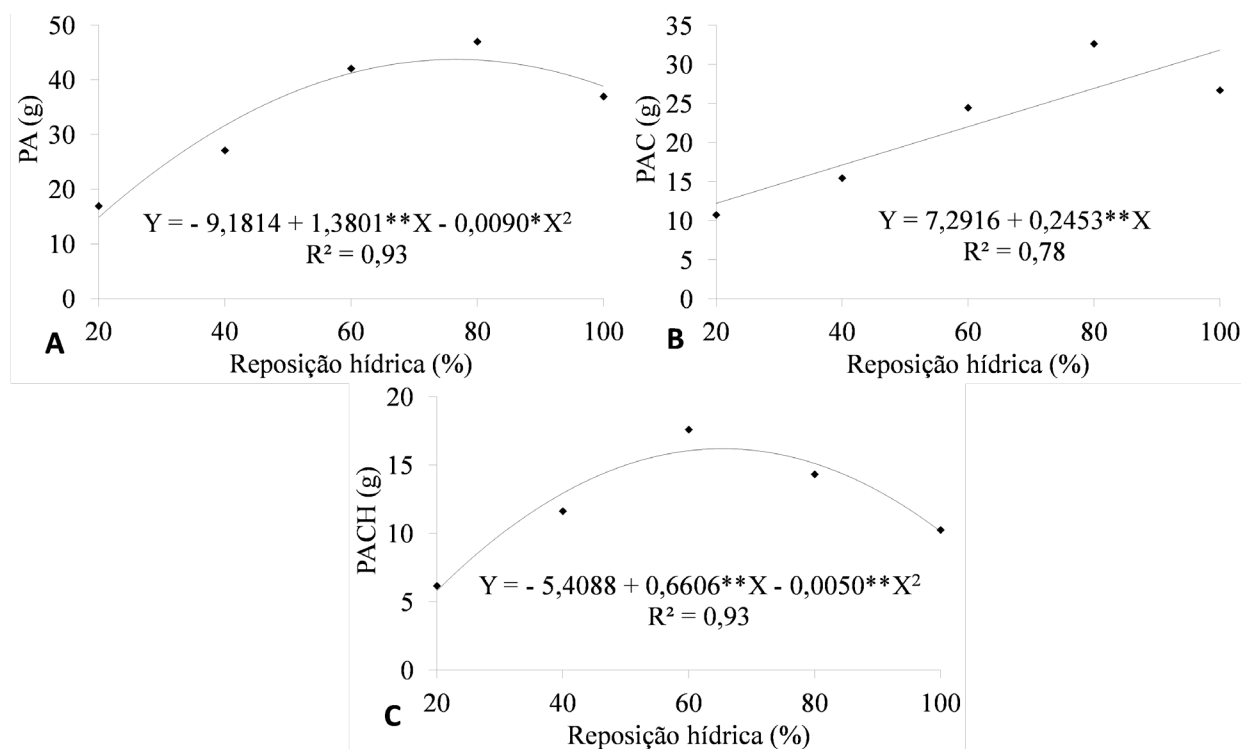 PA (g)
50
40
30
20
10
0
Y = - 9,1814 + 1,3801**X - 0,0090*X²
R² = 0,93
20 40 60 80 100
A
Reposição hídrica (%)
PAC (g)
35
30
25
20
15
10
5
0
Y = 7,2916 + 0,2453**X
R² = 0,78
20 40 60 80 100
B
Reposição hídrica (%)
PACH (g)
20
15
10
5
0
Y = - 5,4088 + 0,6606**X - 0,0050**X²
R² = 0,93
20 40 60 80 100
C
Reposição hídrica (%)